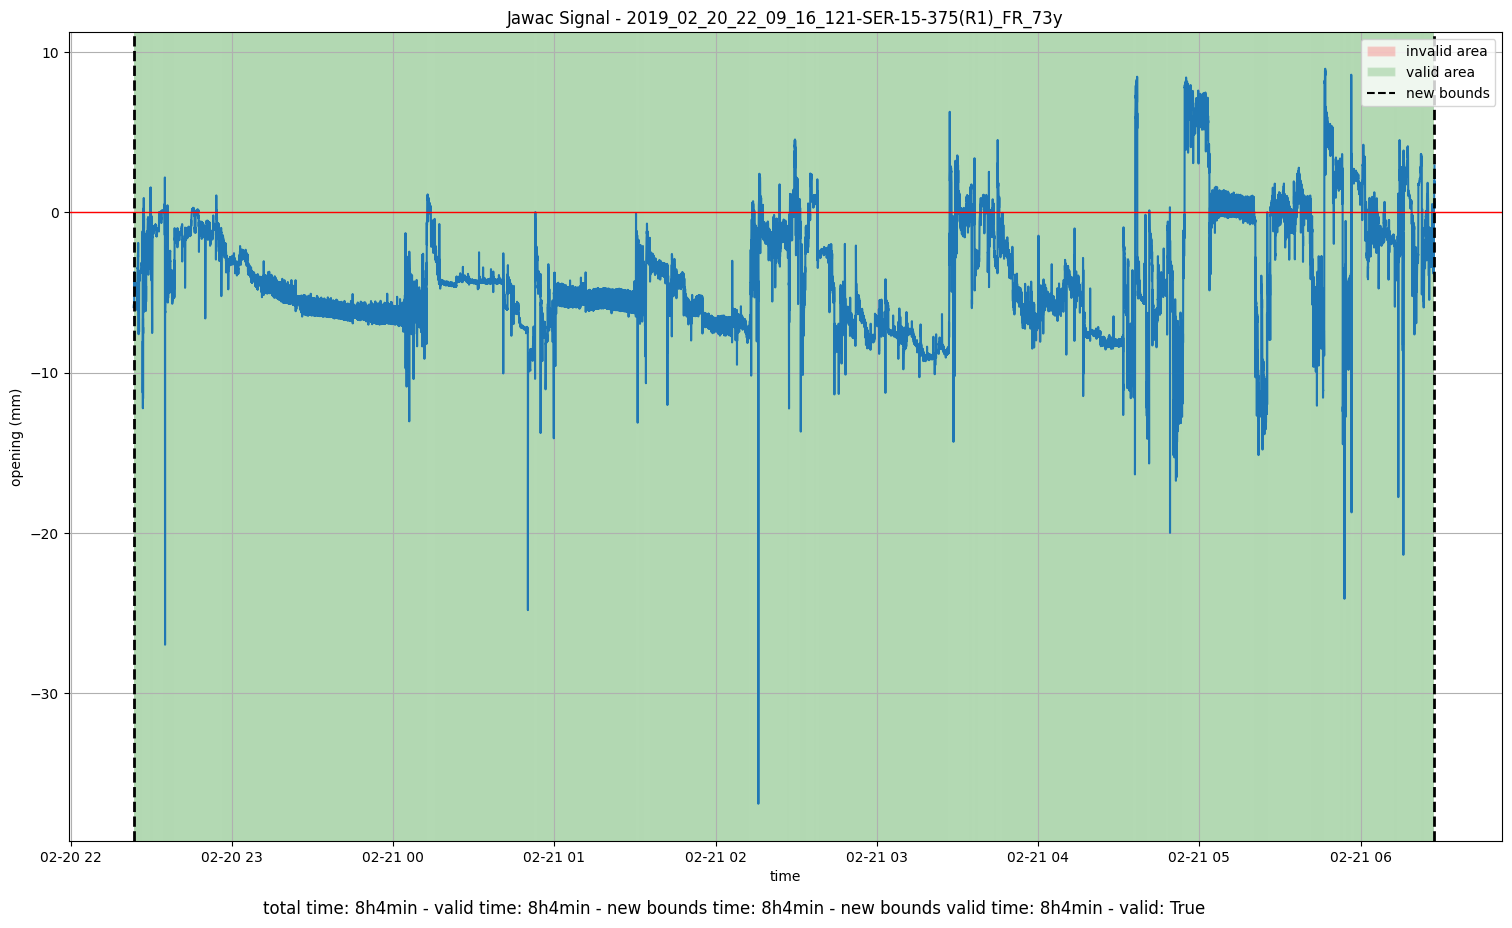 Jawac Signal - 2019_02_20_22_09_16_121-SER-15-375(R1)_FR_73y
invalid area
valid area
new bounds
opening (mm)
10
0
−10
−20
−30
02-20 22
02-20 23
02-21 00
02-21 01
02-21 02
02-21 03
02-21 04
02-21 05
02-21 06
time
total time: 8h4min - valid time: 8h4min - new bounds time: 8h4min - new bounds valid time: 8h4min - valid: True